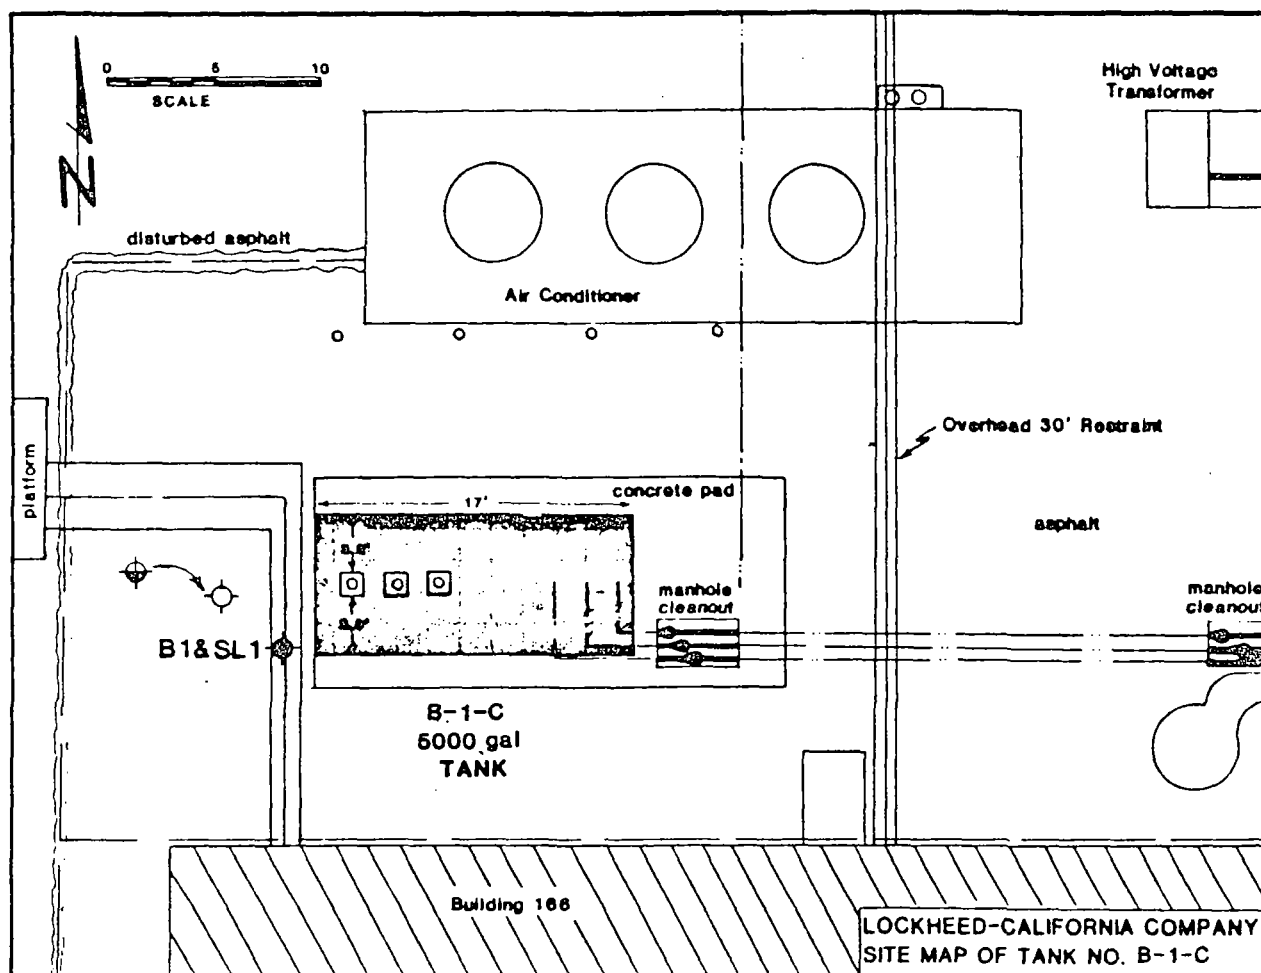 0 5 10
SCALE
N
High Voltage
Transformer
disturbed asphalt
Air Conditioner
Overhead 30' Restraint
platform
17'
concrete pad
asphalt
manhole
cleanout
manhole
cleanout
B1&SL1
B-1-C
5000 gal
TANK
Building 166
LOCKHEED-CALIFORNIA COMPANY
SITE MAP OF TANK NO. B-1-C